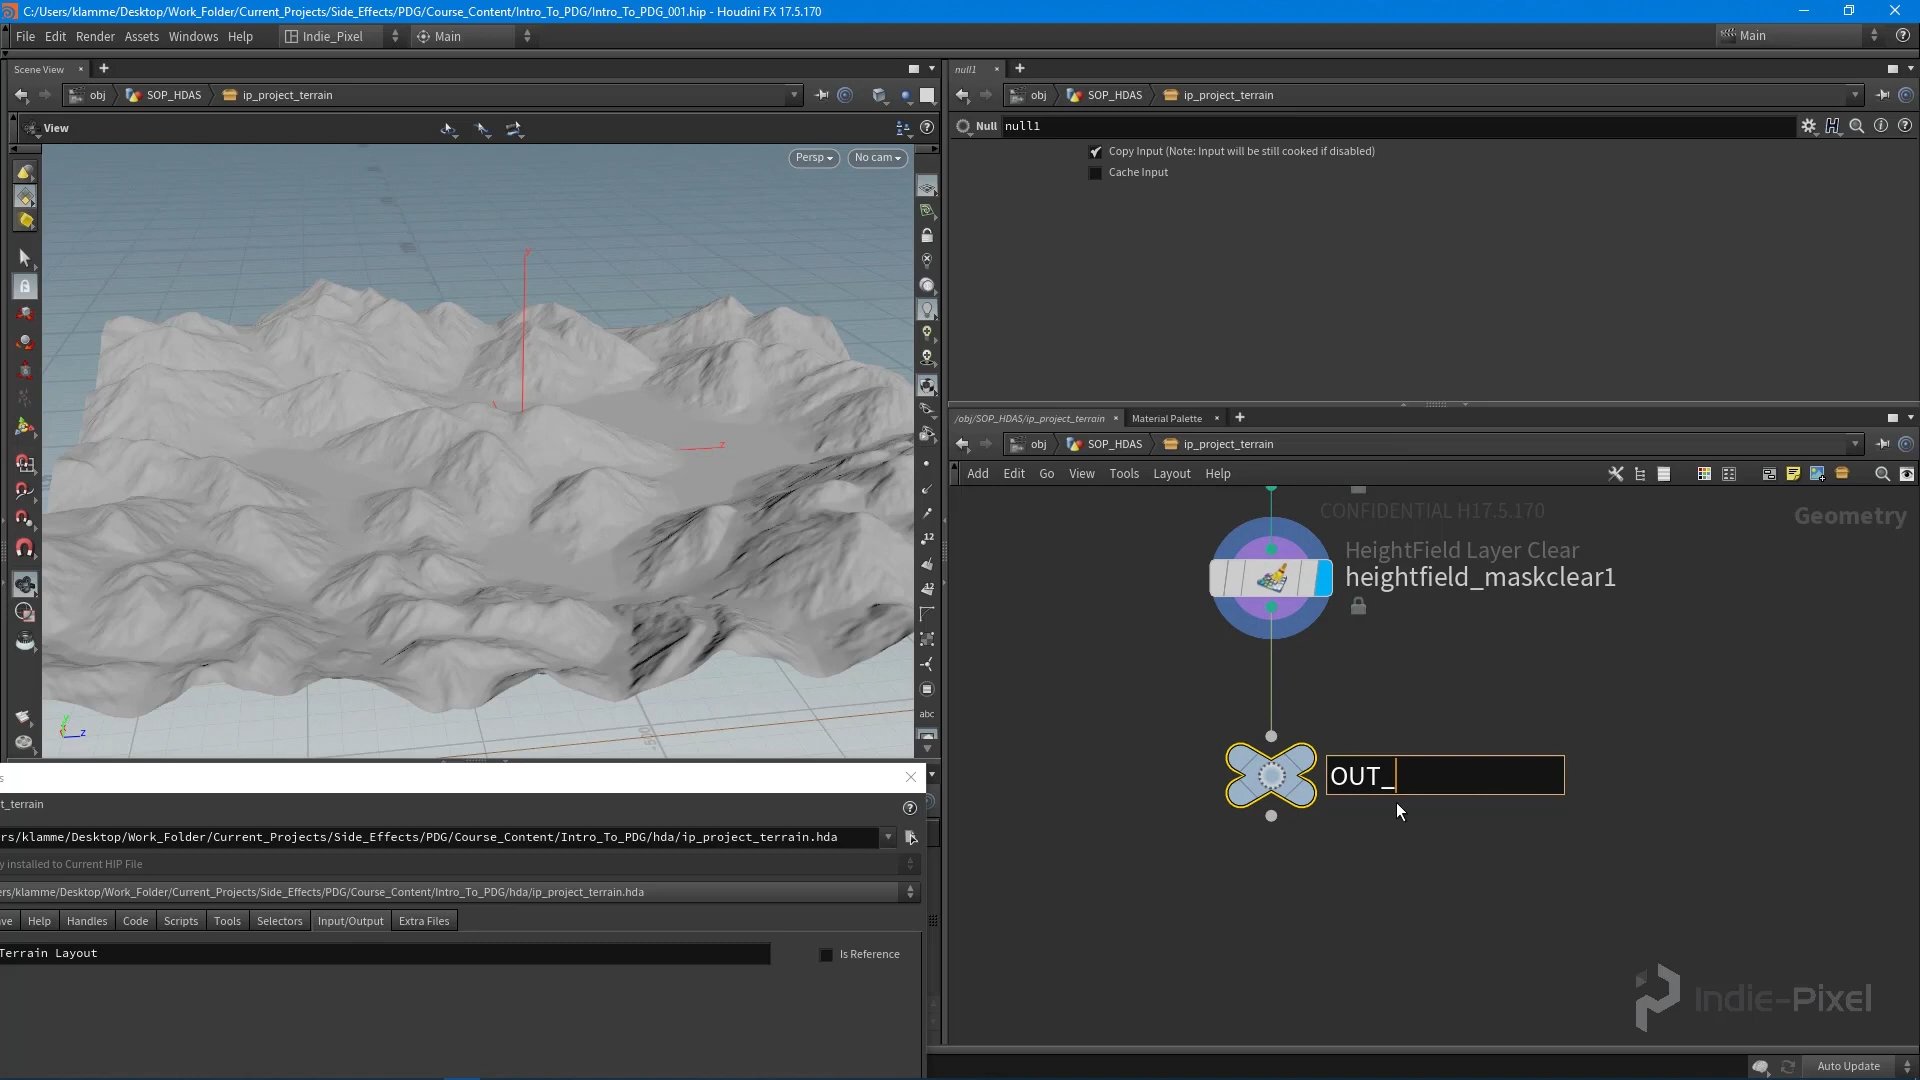 C:/Users/klamme/Desktop/Work_Folder/Current_Projects/Side_Effects/PDG/Course_Content/Intro_To_PDG/Intro_To_PDG_001.hip - Houdini FX 17.5.170
File Edit Render Assets Windows Help Indie_Pixel Main Main
Scene View
obj SOP_HDAS ip_project_terrain
View
Persp No cam
y
z
y
z
12
12
abc
null1
obj SOP_HDAS ip_project_terrain
Null null1
Copy Input (Note: Input will be still cooked if disabled)
Cache Input
/obj/SOP_HDAS/ip_project_terrain Material Palette
obj SOP_HDAS ip_project_terrain
Add Edit Go View Tools Layout Help
CONFIDENTIAL H17.5.170
Geometry
HeightField Layer Clear
heightfield_maskclear1
OUT_
Indie-Pixel
s
t_terrain
rs/klamme/Desktop/Work_Folder/Current_Projects/Side_Effects/PDG/Course_Content/Intro_To_PDG/hda/ip_project_terrain.hda
y installed to Current HIP File
ers/klamme/Desktop/Work_Folder/Current_Projects/Side_Effects/PDG/Course_Content/Intro_To_PDG/hda/ip_project_terrain.hda
ve Help Handles Code Scripts Tools Selectors Input/Output Extra Files
Terrain Layout Is Reference
Auto Update